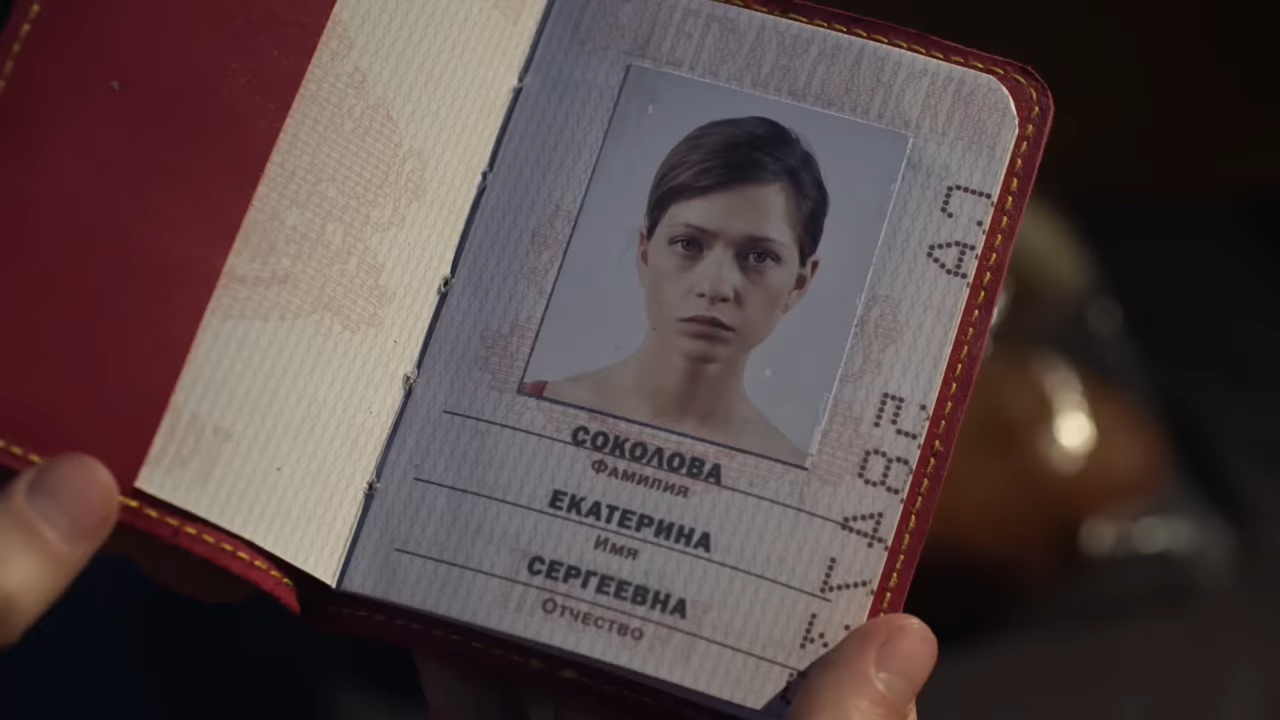 СОКОЛОВА
Фамилия
ЕКАТЕРИНА
Имя
СЕРГЕЕВНА
Отчество